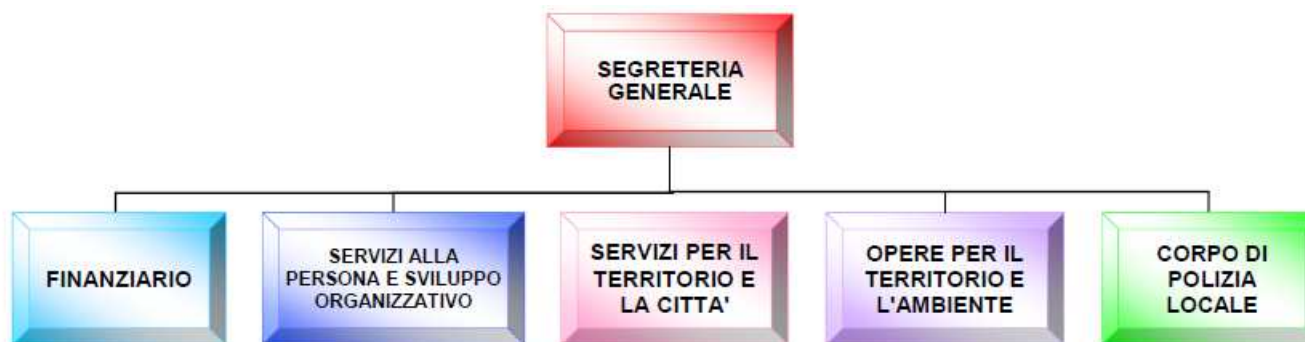 SEGRETERIA
GENERALE
FINANZIARIO
SERVIZI ALLA
PERSONA E SVILUPPO
ORGANIZZATIVO
SERVIZI PER IL
TERRITORIO E
LA CITTA'
OPERE PER IL
TERRITORIO E
L'AMBIENTE
CORPO DI
POLIZIA
LOCALE